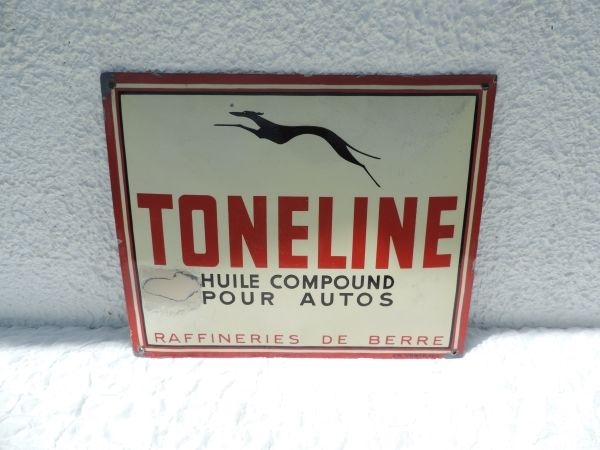 TONELINE
HUILE COMPOUND
POUR AUTOS
RAFFINERIES DE BERRE